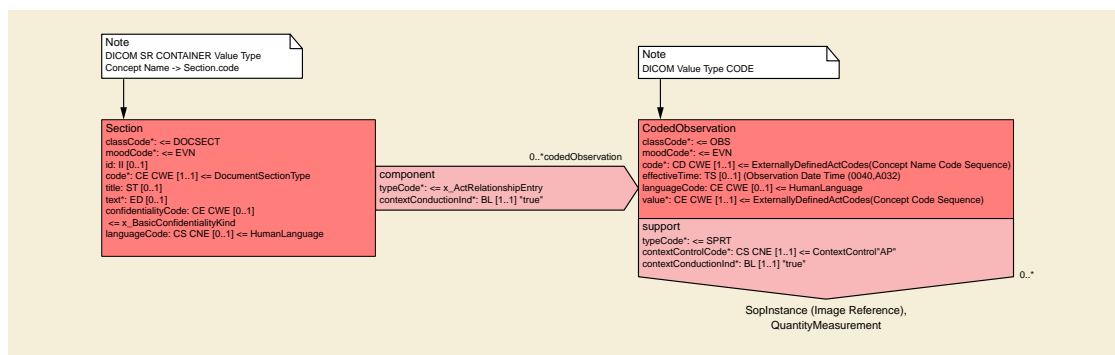 Note
DICOM SR CONTAINER Value Type
Concept Name -> Section.code
Note
DICOM Value Type CODE
Section
classCode*: <= DOCSECT
moodCode*: <= EVN
id: II [0..1]
code*: CE CWE [1..1] <= DocumentSectionType
title: ST [0..1]
text*: ED [0..1]
confidentialityCode: CE CWE [0..1]
<= x_BasicConfidentialityKind
languageCode: CS CNE [0..1] <= HumanLanguage
0..*codedObservation
component
typeCode*: <= x_ActRelationshipEntry
contextConductionInd*: BL [1..1] "true"
CodedObservation
classCode*: <= OBS
moodCode*: <= EVN
code*: CD CWE [1..1] <= ExternallyDefinedActCodes(Concept Name Code Sequence)
effectiveTime: TS [0..1] (Observation Date Time (0040,A032)
languageCode: CE CWE [0..1] <= HumanLanguage
value*: CE CWE [1..1] <= ExternallyDefinedActCodes(Concept Code Sequence)
support
typeCode*: <= SPRT
contextControlCode*: CS CNE [1..1] <= ContextControl"AP"
contextConductionInd*: BL [1..1] "true"
0..*
SopInstance (Image Reference),
QuantityMeasurement